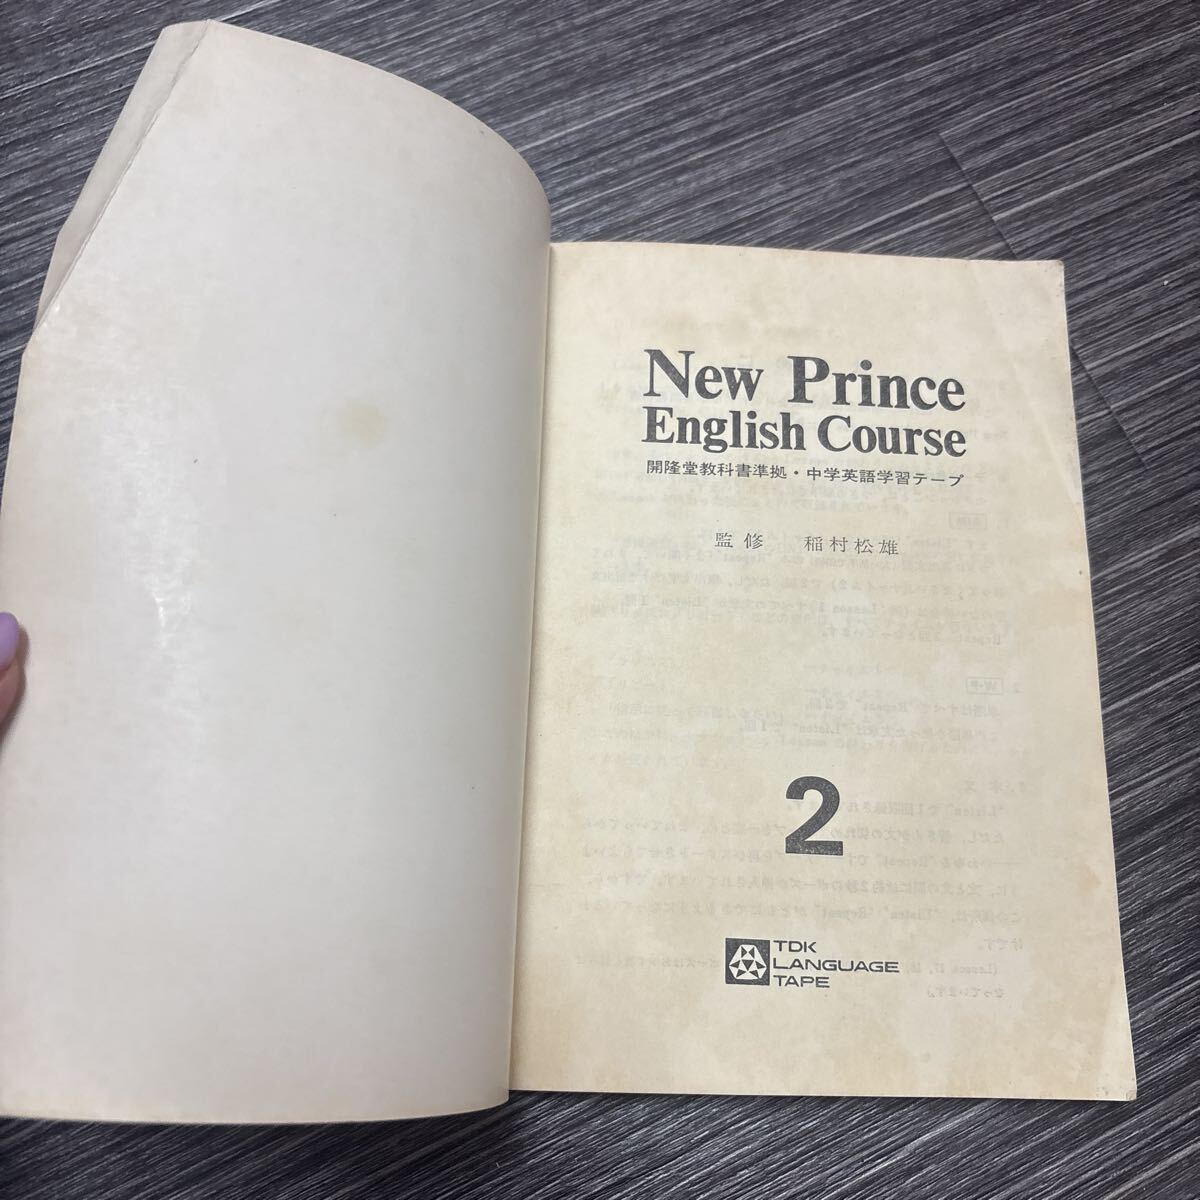 New Prince
English Course
開隆堂教科書準拠・中学英語学習テープ
監修 稲村松雄
2
TDK
LANGUAGE
TAPE